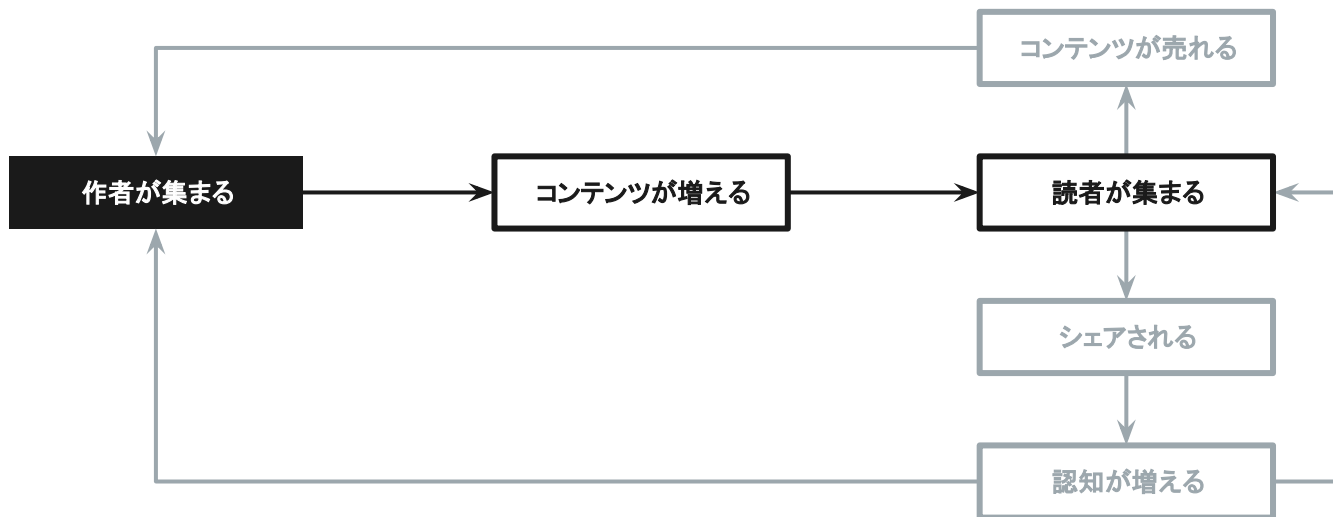 コンテンツが売れる
作者が集まる
コンテンツが増える
読者が集まる
シェアされる
認知が増える